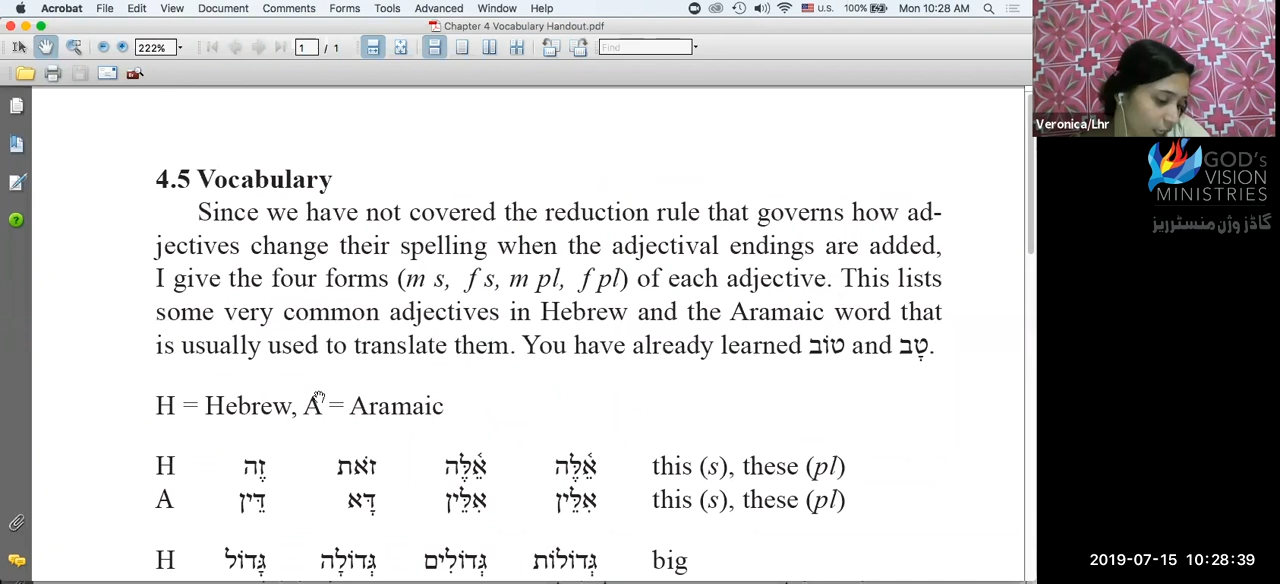 Acrobat File Edit View Document Comments Forms Tools Advanced Window Help U.S. 100% Mon 10:28 AM
Chapter 4 Vocabulary Handout.pdf
222% 1 / 1 Find
Veronica/Lhr
GOD's
VISION
MINISTRIES
گاڈز وژن منسٹریز
4.5 Vocabulary
Since we have not covered the reduction rule that governs how ad-
jectives change their spelling when the adjectival endings are added,
I give the four forms (m s, f s, m pl, f pl) of each adjective. This lists
some very common adjectives in Hebrew and the Aramaic word that
is usually used to translate them. You have already learned טוֹב and טָב.
H = Hebrew, A = Aramaic
H זֶה זֹאת אֵ֫לֶּה אֵ֫לֶּה this (s), these (pl)
A דֵּין דָּא אִלֵּין אִלֵּין this (s), these (pl)
H גָּדוֹל גְּדוֹלָה גְּדוֹלִים גְּדוֹלוֹת big
2019-07-15 10:28:39